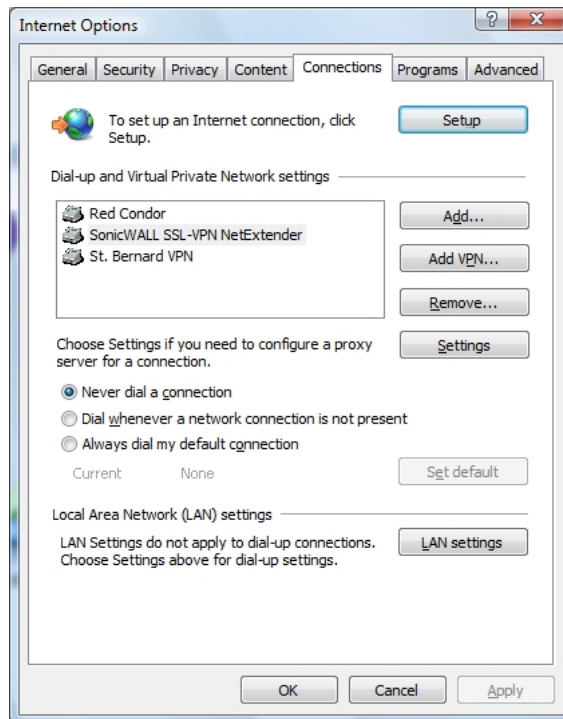 Internet Options
?
X
General Security Privacy Content Connections Programs Advanced
To set up an Internet connection, click
Setup.
Setup
Dial-up and Virtual Private Network settings
Red Condor
SonicWALL SSL-VPN NetExtender
St. Bernard VPN
Add...
Add VPN...
Remove...
Choose Settings if you need to configure a proxy
server for a connection.
Settings
Never dial a connection
Dial whenever a network connection is not present
Always dial my default connection
Current None
Set default
Local Area Network (LAN) settings
LAN Settings do not apply to dial-up connections.
Choose Settings above for dial-up settings.
LAN settings
OK Cancel Apply